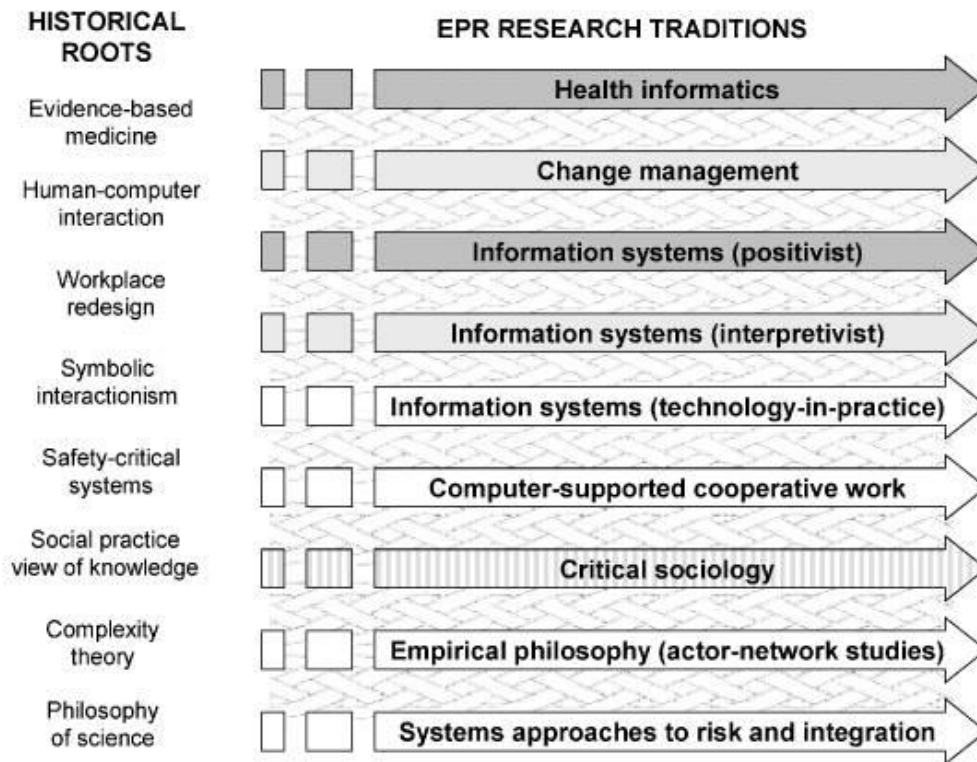 HISTORICAL
ROOTS
EPR RESEARCH TRADITIONS
Evidence-based
medicine
Human-computer
interaction
Workplace
redesign
Symbolic
interactionism
Safety-critical
systems
Social practice
view of knowledge
Complexity
theory
Philosophy
of science
Health informatics
Change management
Information systems (positivist)
Information systems (interpretivist)
Information systems (technology-in-practice)
Computer-supported cooperative work
Critical sociology
Empirical philosophy (actor-network studies)
Systems approaches to risk and integration